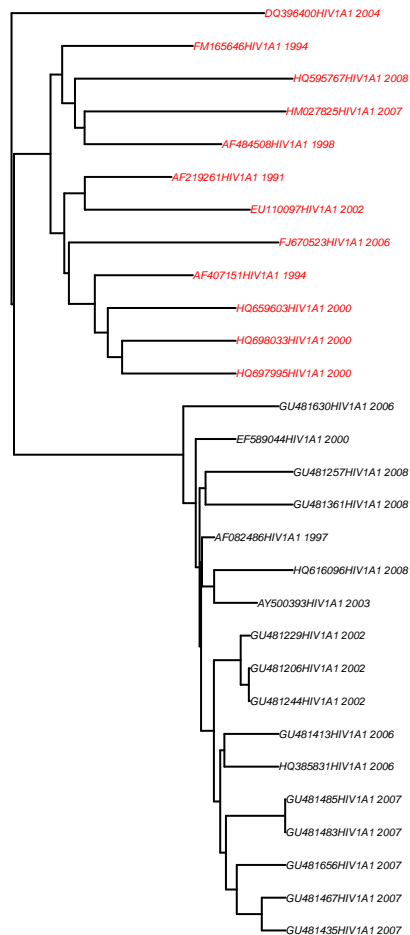 DQ396400HIV1A1 2004
FM165646HIV1A1 1994
HQ595767HIV1A1 2008
HM027825HIV1A1 2007
AF484508HIV1A1 1998
AF219261HIV1A1 1991
EU110097HIV1A1 2002
FJ670523HIV1A1 2006
AF407151HIV1A1 1994
HQ659603HIV1A1 2000
HQ698033HIV1A1 2000
HQ697995HIV1A1 2000
GU481630HIV1A1 2006
EF589044HIV1A1 2000
GU481257HIV1A1 2008
GU481361HIV1A1 2008
AF082486HIV1A1 1997
HQ616096HIV1A1 2008
AY500393HIV1A1 2003
GU481229HIV1A1 2002
GU481206HIV1A1 2002
GU481244HIV1A1 2002
GU481413HIV1A1 2006
HQ385831HIV1A1 2006
GU481485HIV1A1 2007
GU481483HIV1A1 2007
GU481656HIV1A1 2007
GU481467HIV1A1 2007
GU481435HIV1A1 2007